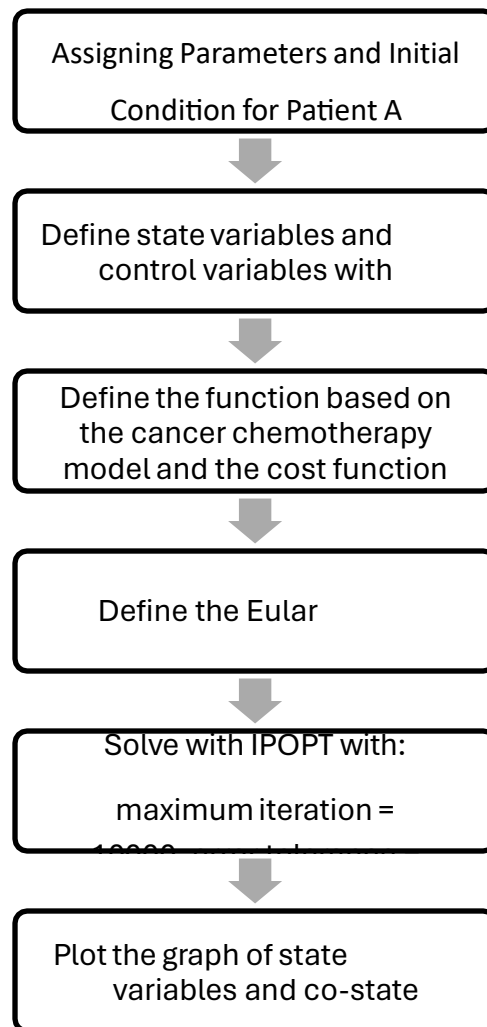 Assigning Parameters and Initial
Condition for Patient A
Define state variables and
control variables with
Define the function based on
the cancer chemotherapy
model and the cost function
Define the Eular
Solve with IPOPT with:
maximum iteration =
Plot the graph of state
variables and co-state